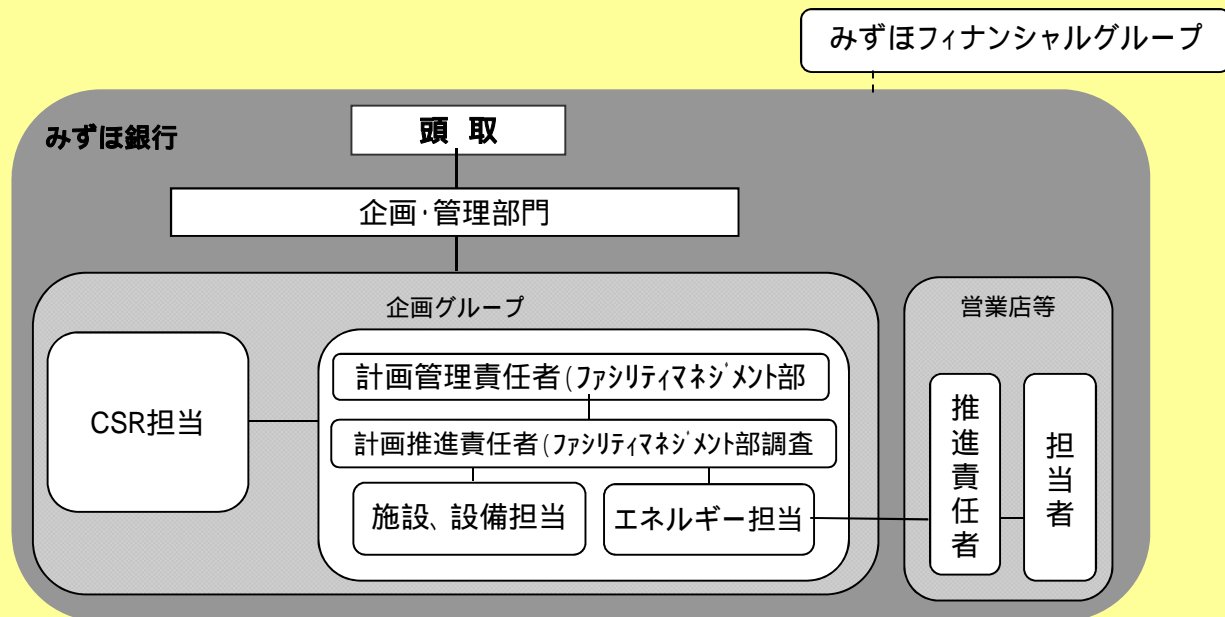 みずほフィナンシャルグループ
みずほ銀行
頭 取
企画・管理部門
企画グループ
営業店等
計画管理責任者(ファシリティマネジメント部
CSR担当
計画推進責任者(ファシリティマネジメント部調査
施設、設備担当
エネルギー担当
推進責任者
担当者